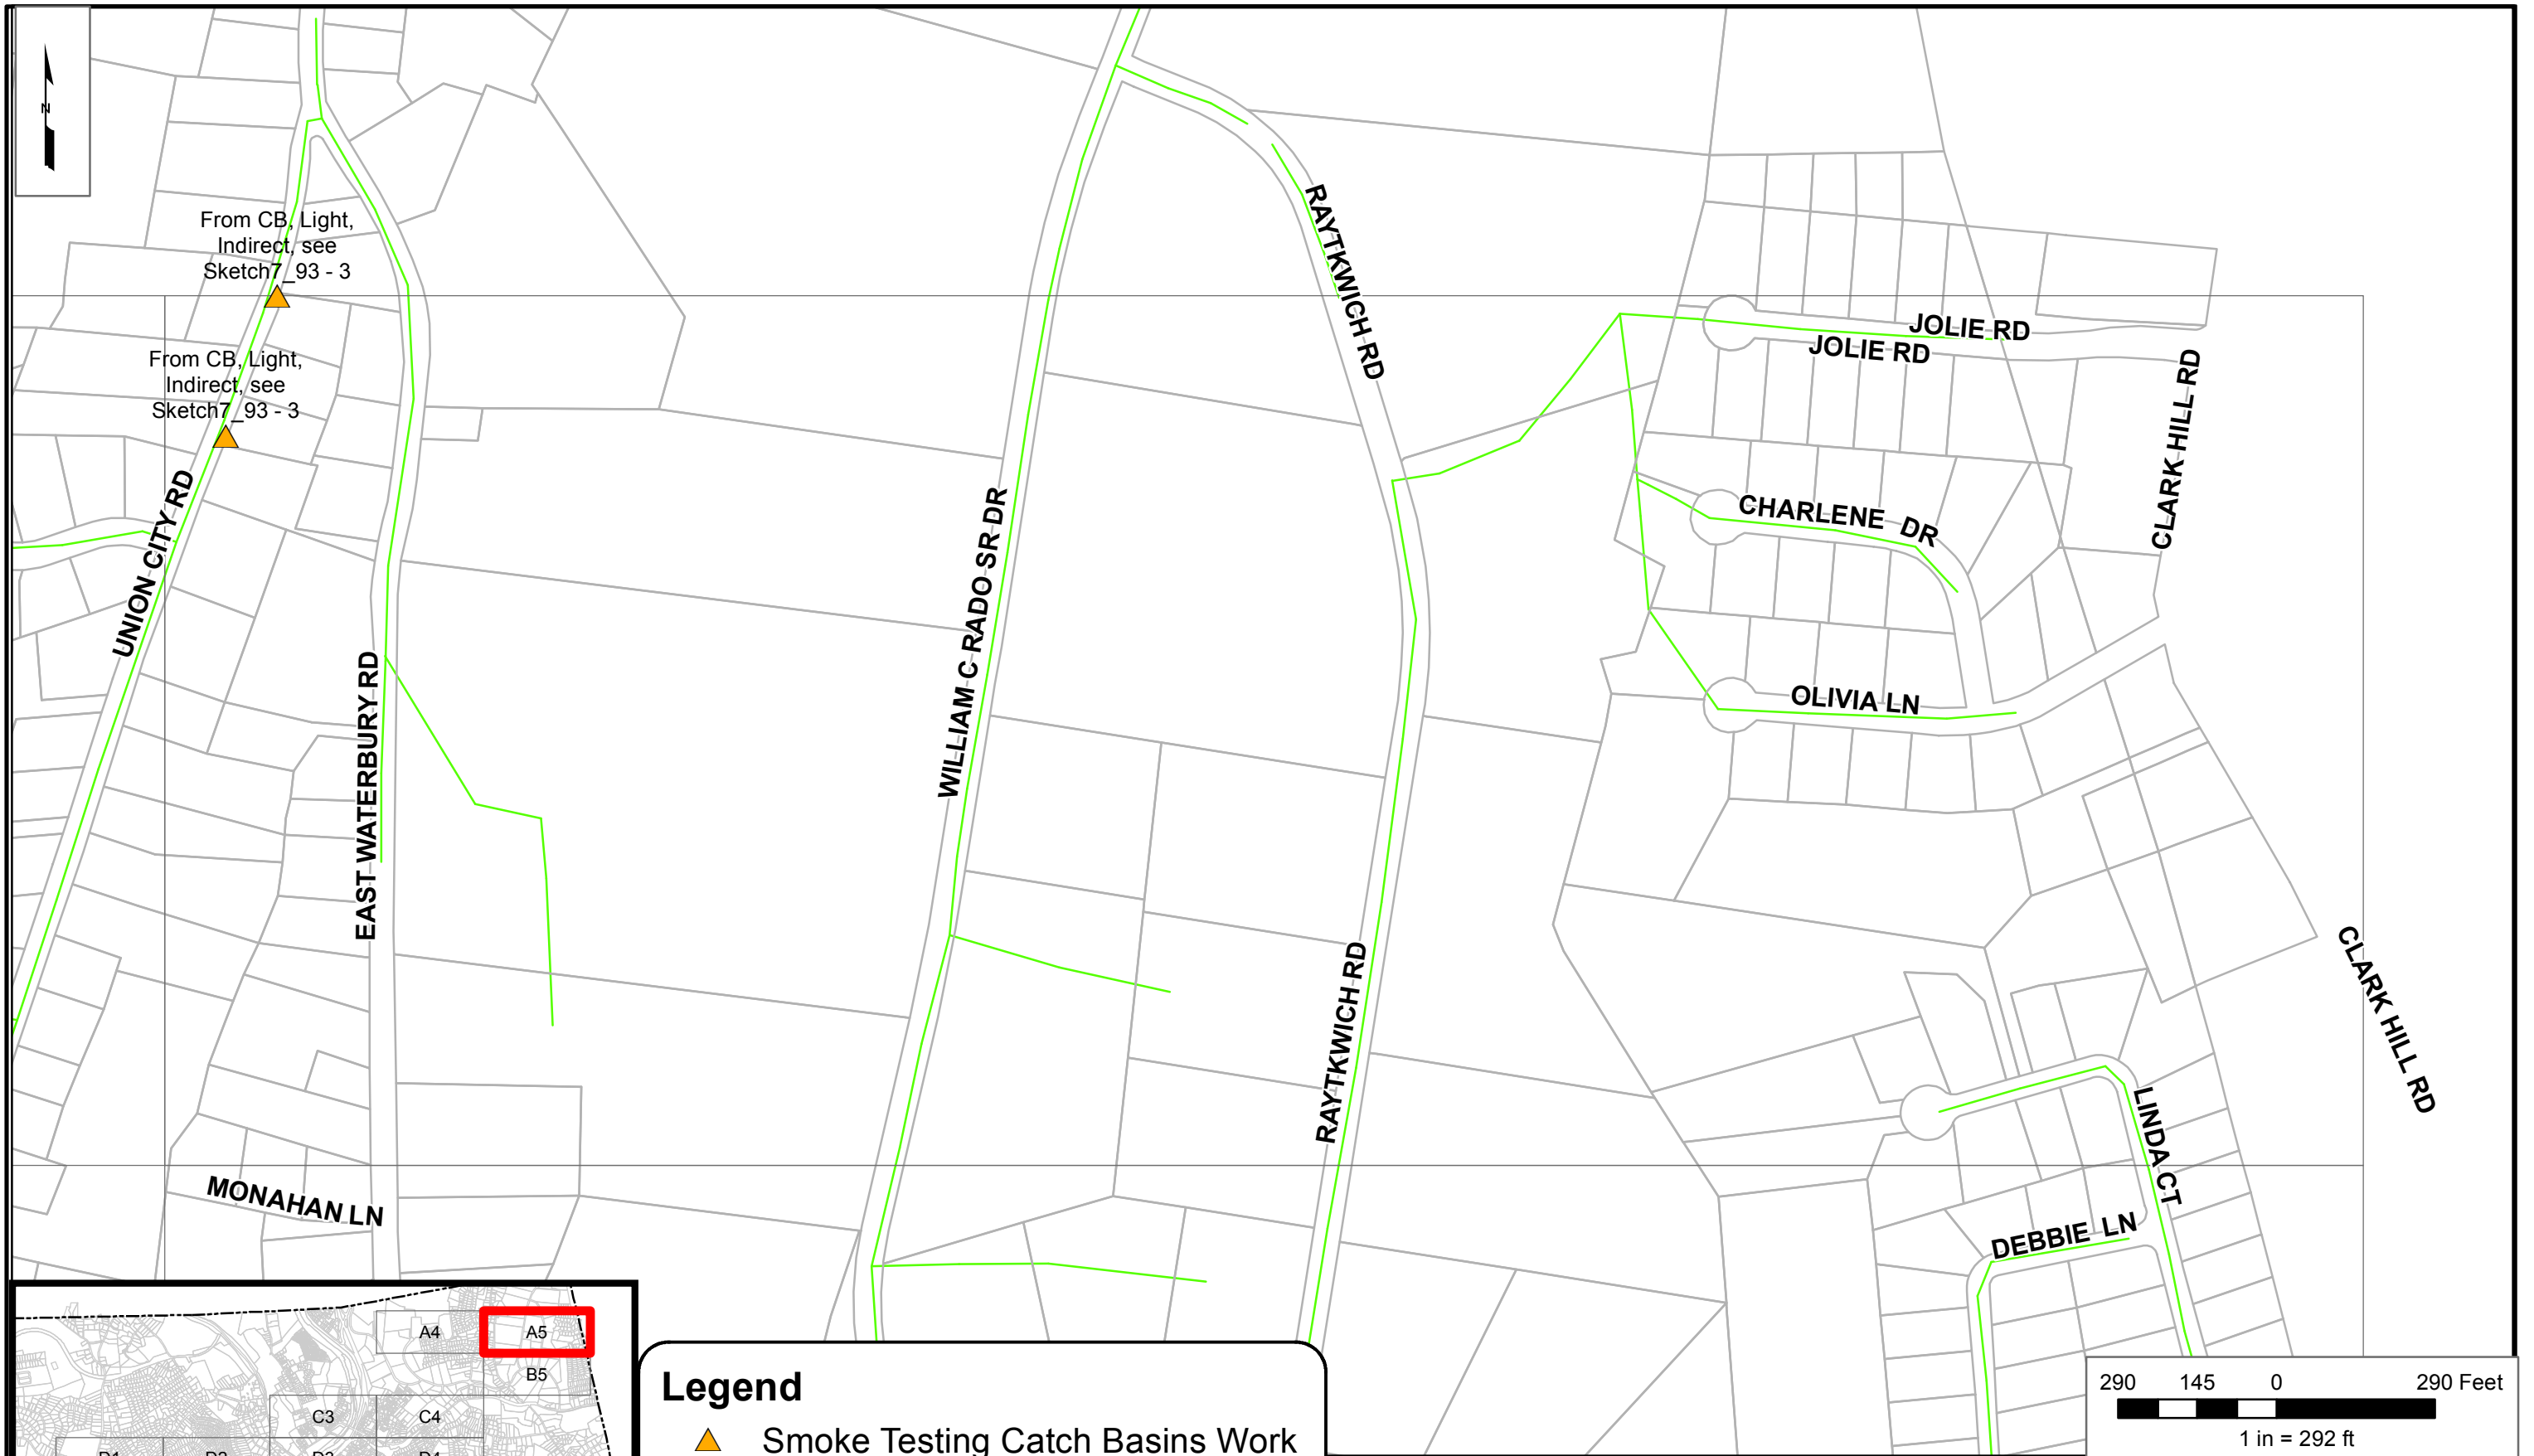 N
From CB, Light,
Indirect, see
Sketch7_93 - 3
From CB, Light,
Indirect, see
Sketch7_93 - 3
RAYTKWICH RD
JOLIE RD
JOLIE RD
CLARK HILL RD
UNION CITY RD
WILLIAM C RADO SR DR
CHARLENE DR
EAST WATERBURY RD
OLIVIA LN
RAYTKWICH RD
CLARK HILL RD
LINDA CT
MONAHAN LN
DEBBIE LN
A4
A5
B5
C3
C4
Legend
Smoke Testing Catch Basins Work
290 145 0 290 Feet
1 in = 292 ft